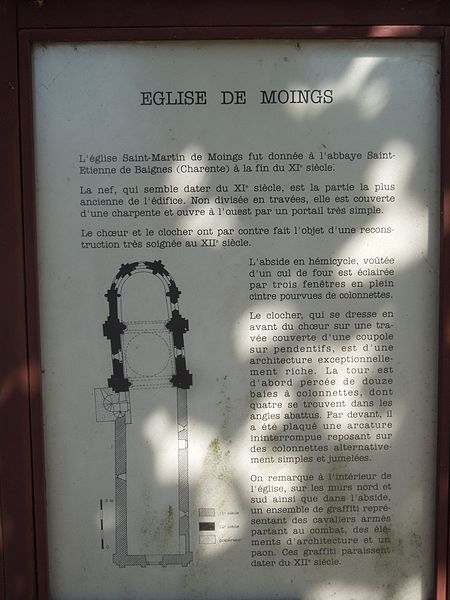 EGLISE DE MOINGS
L'église Saint-Martin de Moings fut donnée à l'abbaye Saint-
Etienne de Baignes (Charente) à la fin du XIe siècle.
La nef, qui semble dater du XIe siècle, est la partie la plus
ancienne de l'édifice. Non divisée en travées, elle est couverte
d'une charpente et ouvre à l'ouest par un portail très simple.
Le chœur et le clocher ont par contre fait l'objet d'une recons-
truction très soignée au XIIe siècle.
L'abside en hémicycle, voûtée
d'un cul de four est éclairée
par trois fenêtres en plein
cintre pourvues de colonnettes.
Le clocher, qui se dresse en
avant du chœur sur une tra-
vée couverte d'une coupole
sur pendentifs, est d'une
architecture exceptionnelle-
ment riche. La tour est
d'abord percée de douze
baies à colonnettes, dont
quatre se trouvent dans les
angles abattus. Par devant, il
a été plaqué une arcature
ininterrompue reposant sur
des colonnettes alternative-
ment simples et jumelées.
On remarque à l'intérieur de
l'église, sur les murs nord et
sud ainsi que dans l'abside,
un ensemble de graffiti repré-
sentant des cavaliers armés
partant au combat, des élé-
ments d'architecture et un
paon. Ces graffiti paraissent
dater du XIIe siècle.
11e siècle
12e siècle
postérieur
0